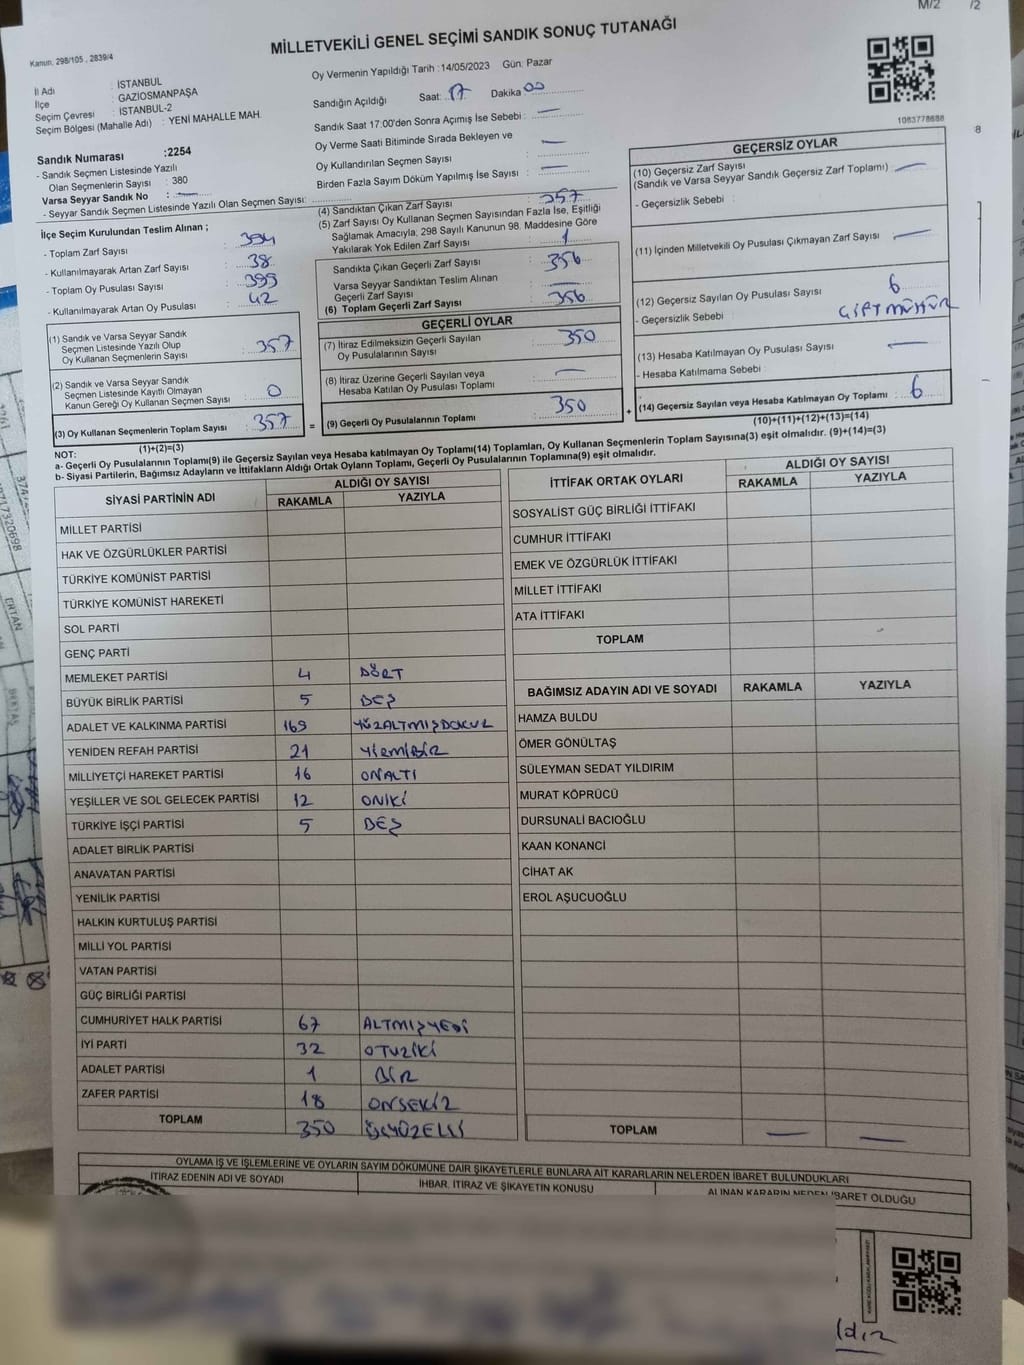 M/2 /2
MİLLETVEKİLİ GENEL SEÇİMİ SANDIK SONUÇ TUTANAĞI
Kanun, 298/105 , 2839/4
Oy Vermenin Yapıldığı Tarih :14/05/2023 Gün: Pazar
İl Adı : İSTANBUL
İlçe : GAZİOSMANPAŞA
Seçim Çevresi : İSTANBUL-2
Seçim Bölgesi (Mahalle Adı) : YENİ MAHALLE MAH.
Sandığın Açıldığı Saat: 17 Dakika 00
Sandık Saat 17:00'den Sonra Açımış İse Sebebi : —
Oy Verme Saati Bitiminde Sırada Bekleyen ve
Oy Kullandırılan Seçmen Sayısı : —
Birden Fazla Sayım Döküm Yapılmış İse Sayısı : —
1083778688
8
Sandık Numarası :2254
- Sandık Seçmen Listesinde Yazılı
Olan Seçmenlerin Sayısı : 380
Varsa Seyyar Sandık No : —
- Seyyar Sandık Seçmen Listesinde Yazılı Olan Seçmen Sayısı:
İlçe Seçim Kurulundan Teslim Alınan ;
- Toplam Zarf Sayısı : 394
- Kullanılmayarak Artan Zarf Sayısı : 38
- Toplam Oy Pusulası Sayısı : 399
- Kullanılmayarak Artan Oy Pusulası : 42
(1) Sandık ve Varsa Seyyar Sandık
Seçmen Listesinde Yazılı Olup
Oy Kullanan Seçmenlerin Sayısı : 357
(2) Sandık ve Varsa Seyyar Sandık
Seçmen Listesinde Kayıtlı Olmayan
Kanun Gereği Oy Kullanan Seçmen Sayısı : 0
(3) Oy Kullanan Seçmenlerin Toplam Sayısı : 357
(1)+(2)=(3)
(4) Sandıktan Çıkan Zarf Sayısı : 357
(5) Zarf Sayısı Oy Kullanan Seçmen Sayısından Fazla İse, Eşitliği
Sağlamak Amacıyla, 298 Sayılı Kanunun 98. Maddesine Göre
Yakılarak Yok Edilen Zarf Sayısı : 1
Sandıkta Çıkan Geçerli Zarf Sayısı : 356
Varsa Seyyar Sandıktan Teslim Alınan
Geçerli Zarf Sayısı : —
(6) Toplam Geçerli Zarf Sayısı : 356
GEÇERLİ OYLAR
(7) İtiraz Edilmeksizin Geçerli Sayılan
Oy Pusulalarının Sayısı : 350
(8) İtiraz Üzerine Geçerli Sayılan veya
Hesaba Katılan Oy Pusulası Toplamı : —
= (9) Geçerli Oy Pusulalarının Toplamı : 350
GEÇERSİZ OYLAR
(10) Geçersiz Zarf Sayısı
(Sandık ve Varsa Seyyar Sandık Geçersiz Zarf Toplamı) : —
- Geçersizlik Sebebi :
(11) İçinden Milletvekili Oy Pusulası Çıkmayan Zarf Sayısı : —
(12) Geçersiz Sayılan Oy Pusulası Sayısı : 6
- Geçersizlik Sebebi : ÇİFT MÜHÜR
(13) Hesaba Katılmayan Oy Pusulası Sayısı : —
- Hesaba Katılmama Sebebi :
+ (14) Geçersiz Sayılan veya Hesaba Katılmayan Oy Toplamı : 6
(10)+(11)+(12)+(13)=(14)
NOT:
a- Geçerli Oy Pusulalarının Toplamı(9) ile Geçersiz Sayılan veya Hesaba katılmayan Oy Toplamı(14) Toplamları, Oy Kullanan Seçmenlerin Toplam Sayısına(3) eşit olmalıdır. (9)+(14)=(3)
b- Siyasi Partilerin, Bağımsız Adayların ve İttifakların Aldığı Ortak Oyların Toplamı, Geçerli Oy Pusulalarının Toplamına(9) eşit olmalıdır.
SİYASİ PARTİNİN ADI ALDIĞI OY SAYISI
RAKAMLA YAZIYLA
MİLLET PARTİSİ
HAK VE ÖZGÜRLÜKLER PARTİSİ
TÜRKİYE KOMÜNİST PARTİSİ
TÜRKİYE KOMÜNİST HAREKETİ
SOL PARTİ
GENÇ PARTİ
MEMLEKET PARTİSİ 4 DÖRT
BÜYÜK BİRLİK PARTİSİ 5 BEŞ
ADALET VE KALKINMA PARTİSİ 169 YÜZALTMIŞDOKUZ
YENİDEN REFAH PARTİSİ 21 YİRMİBİR
MİLLİYETÇİ HAREKET PARTİSİ 16 ONALTI
YEŞİLLER VE SOL GELECEK PARTİSİ 12 ONİKİ
TÜRKİYE İŞÇİ PARTİSİ 5 BEŞ
ADALET BİRLİK PARTİSİ
ANAVATAN PARTİSİ
YENİLİK PARTİSİ
HALKIN KURTULUŞ PARTİSİ
MİLLİ YOL PARTİSİ
VATAN PARTİSİ
GÜÇ BİRLİĞİ PARTİSİ
CUMHURİYET HALK PARTİSİ 67 ALTMIŞYEDİ
İYİ PARTİ 32 OTUZİKİ
ADALET PARTİSİ 1 BİR
ZAFER PARTİSİ 18 ONSEKİZ
TOPLAM 350 ÜÇYÜZELLİ
İTTİFAK ORTAK OYLARI ALDIĞI OY SAYISI
RAKAMLA YAZIYLA
SOSYALİST GÜÇ BİRLİĞİ İTTİFAKI
CUMHUR İTTİFAKI
EMEK VE ÖZGÜRLÜK İTTİFAKI
MİLLET İTTİFAKI
ATA İTTİFAKI
TOPLAM
BAĞIMSIZ ADAYIN ADI VE SOYADI RAKAMLA YAZIYLA
HAMZA BULDU
ÖMER GÖNÜLTAŞ
SÜLEYMAN SEDAT YILDIRIM
MURAT KÖPRÜCÜ
DURSUNALİ BACIOĞLU
KAAN KONANCİ
CİHAT AK
EROL AŞUCUOĞLU
TOPLAM — —
OYLAMA İŞ VE İŞLEMLERİNE VE OYLARIN SAYIM DÖKÜMÜNE DAİR ŞİKAYETLERLE BUNLARA AİT KARARLARIN NELERDEN İBARET BULUNDUKLARI
İTİRAZ EDENİN ADI VE SOYADI İHBAR, İTİRAZ VE ŞİKAYETİN KONUSU ALINAN KARARIN NEDEN İBARET OLDUĞU